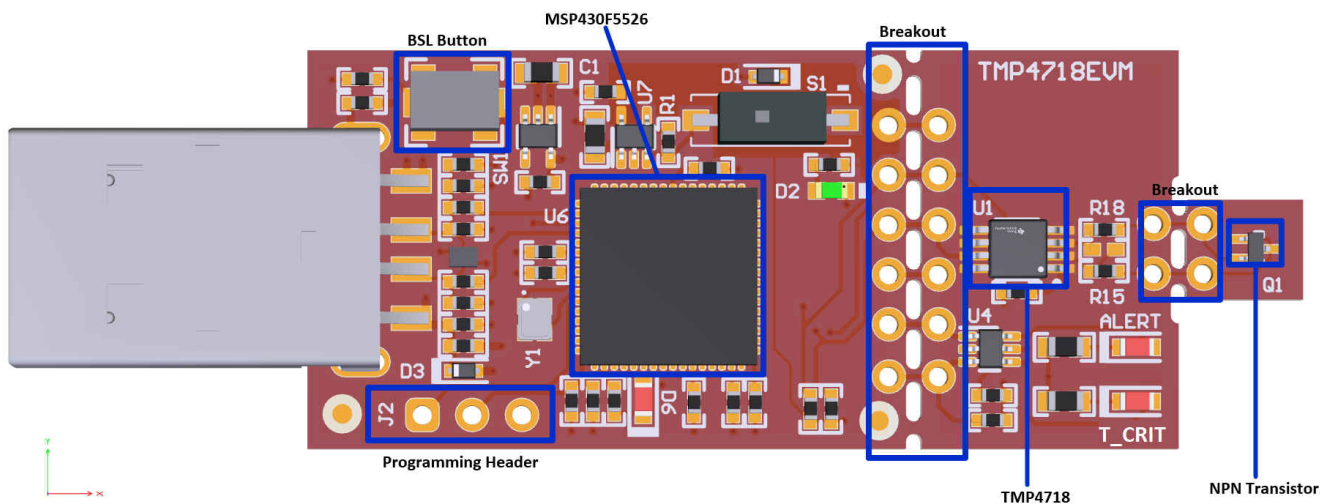 MSP430F5526
BSL Button
Breakout
C1
U7
R1
D1
S1
TMP4718EVM
SW1
D2
Breakout
U6
U1
R18
R15
Q1
Y1
U4
ALERT
D3
J2
D6
T_CRIT
Programming Header
TMP4718
NPN Transistor
Y
X